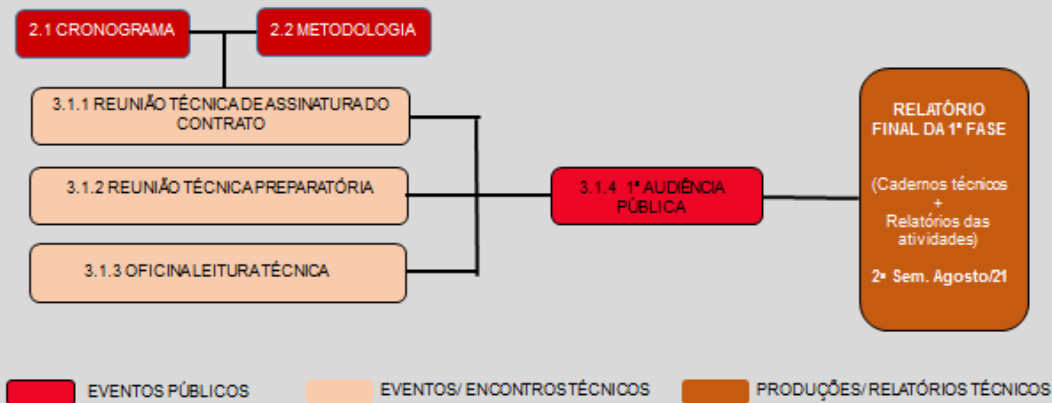 2.1 CRONOGRAMA
2.2 METODOLOGIA
3.1.1 REUNIÃO TÉCNICA DE ASSINATURA DO
CONTRATO
3.1.2 REUNIÃO TÉCNICA PREPARATÓRIA
3.1.3 OFICINA LEITURA TÉCNICA
3.1.4 1ª AUDIÊNCIA
PÚBLICA
RELATÓRIO
FINAL DA 1ª FASE
(Cadernos técnicos
+
Relatórios das
atividades)
2ª Sem. Agosto/21
EVENTOS PÚBLICOS
EVENTOS/ ENCONTROS TÉCNICOS
PRODUÇÕES/ RELATÓRIOS TÉCNICOS